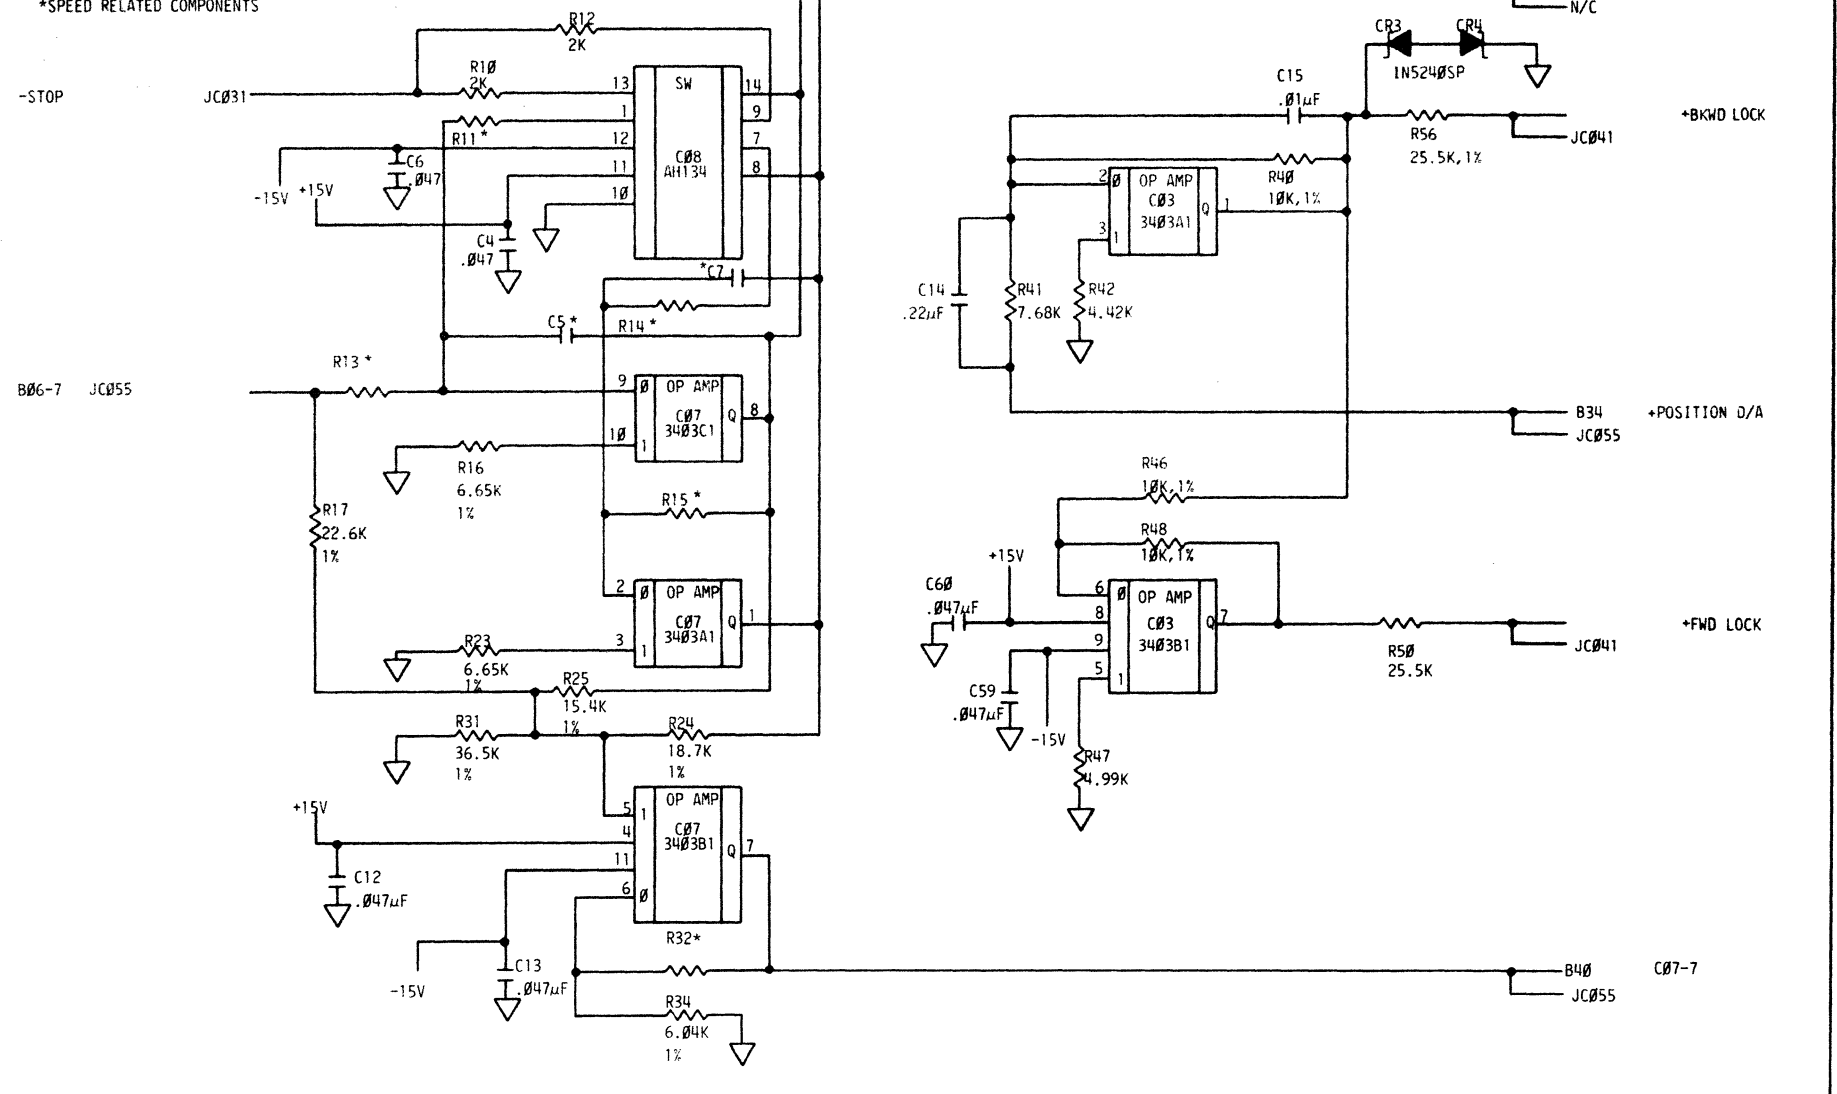 *SPEED RELATED COMPONENTS
N/C
R12
2K
CR3
CR4
1N5240SP
-STOP
JCØ31
R1Ø
2K
13
SW
14
C15
.Ø1µF
+BKWD LOCK
R11*
1
9
R56
25.5K,1%
JCØ41
12
7
C6
.Ø47
CØ8
AH134
11
8
-15V
+15V
1Ø
R4Ø
1ØK,1%
2
Ø
OP AMP
CØ3
34Ø3A1
Q
1
3
1
C4
.Ø47
*C7
C14
.22µF
R41
7.68K
R42
4.42K
C5*
R14*
R13*
BØ6-7
JCØ55
9
Ø
OP AMP
CØ7
34Ø3C1
Q
8
1Ø
1
B34
+POSITION D/A
JCØ55
R16
6.65K
1%
R46
1ØK,1%
R15*
R17
22.6K
1%
R48
1ØK,1%
+15V
C6Ø
.Ø47µF
2
Ø
OP AMP
CØ7
34Ø3A1
Q
1
3
1
6
Ø
OP AMP
CØ3
34Ø3B1
Q
7
8
9
5
1
+FWD LOCK
JCØ41
R5Ø
25.5K
R23
6.65K
1%
R25
15.4K
1%
C59
.Ø47µF
-15V
R31
36.5K
1%
R24
18.7K
1%
R47
4.99K
+15V
5
1
OP AMP
CØ7
34Ø3B1
Q
7
4
11
6
Ø
C12
.Ø47µF
R32*
-15V
C13
.Ø47µF
B4Ø
CØ7-7
JCØ55
R34
6.Ø4K
1%